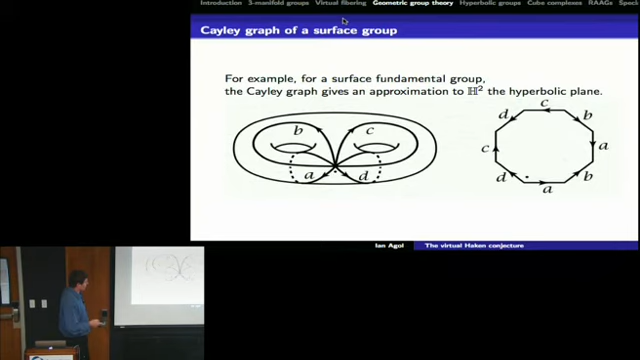 Introduction 3-manifold groups Virtual fibering Geometric group theory Hyperbolic groups Cube complexes RAAGs Spec
Cayley graph of a surface group
For example, for a surface fundamental group,
the Cayley graph gives an approximation to ℍ² the hyperbolic plane.
b c
a d
c
d b
c a
d b
a
Ian Agol The virtual Haken conjecture